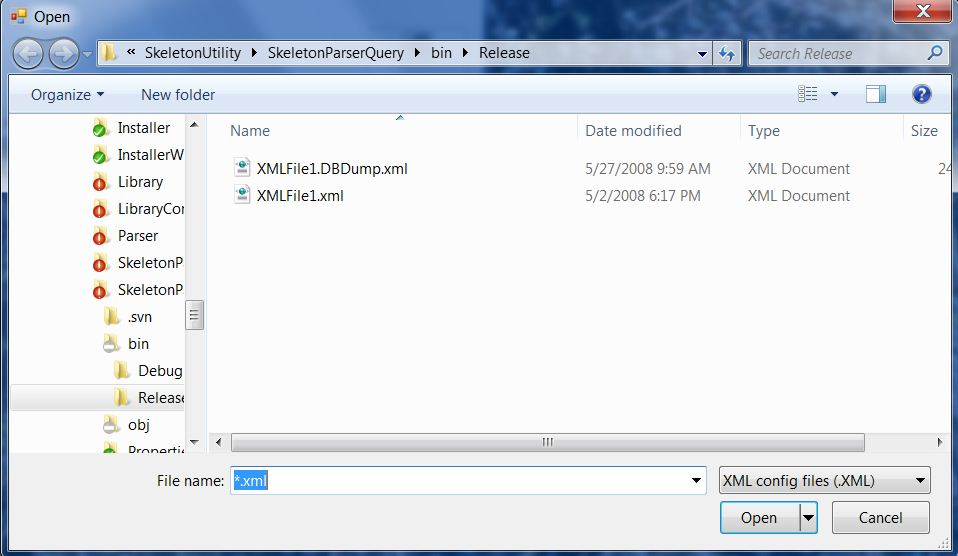 Open
« SkeletonUtility SkeletonParserQuery bin Release Search Release
Organize New folder
Installer
InstallerW
Library
LibraryCor
Parser
SkeletonP
SkeletonP
.svn
bin
Debug
Release
obj
Propertie
Name Date modified Type Size
XMLFile1.DBDump.xml 5/27/2008 9:59 AM XML Document 24
XMLFile1.xml 5/2/2008 6:17 PM XML Document
File name: *.xml XML config files (.XML)
Open Cancel